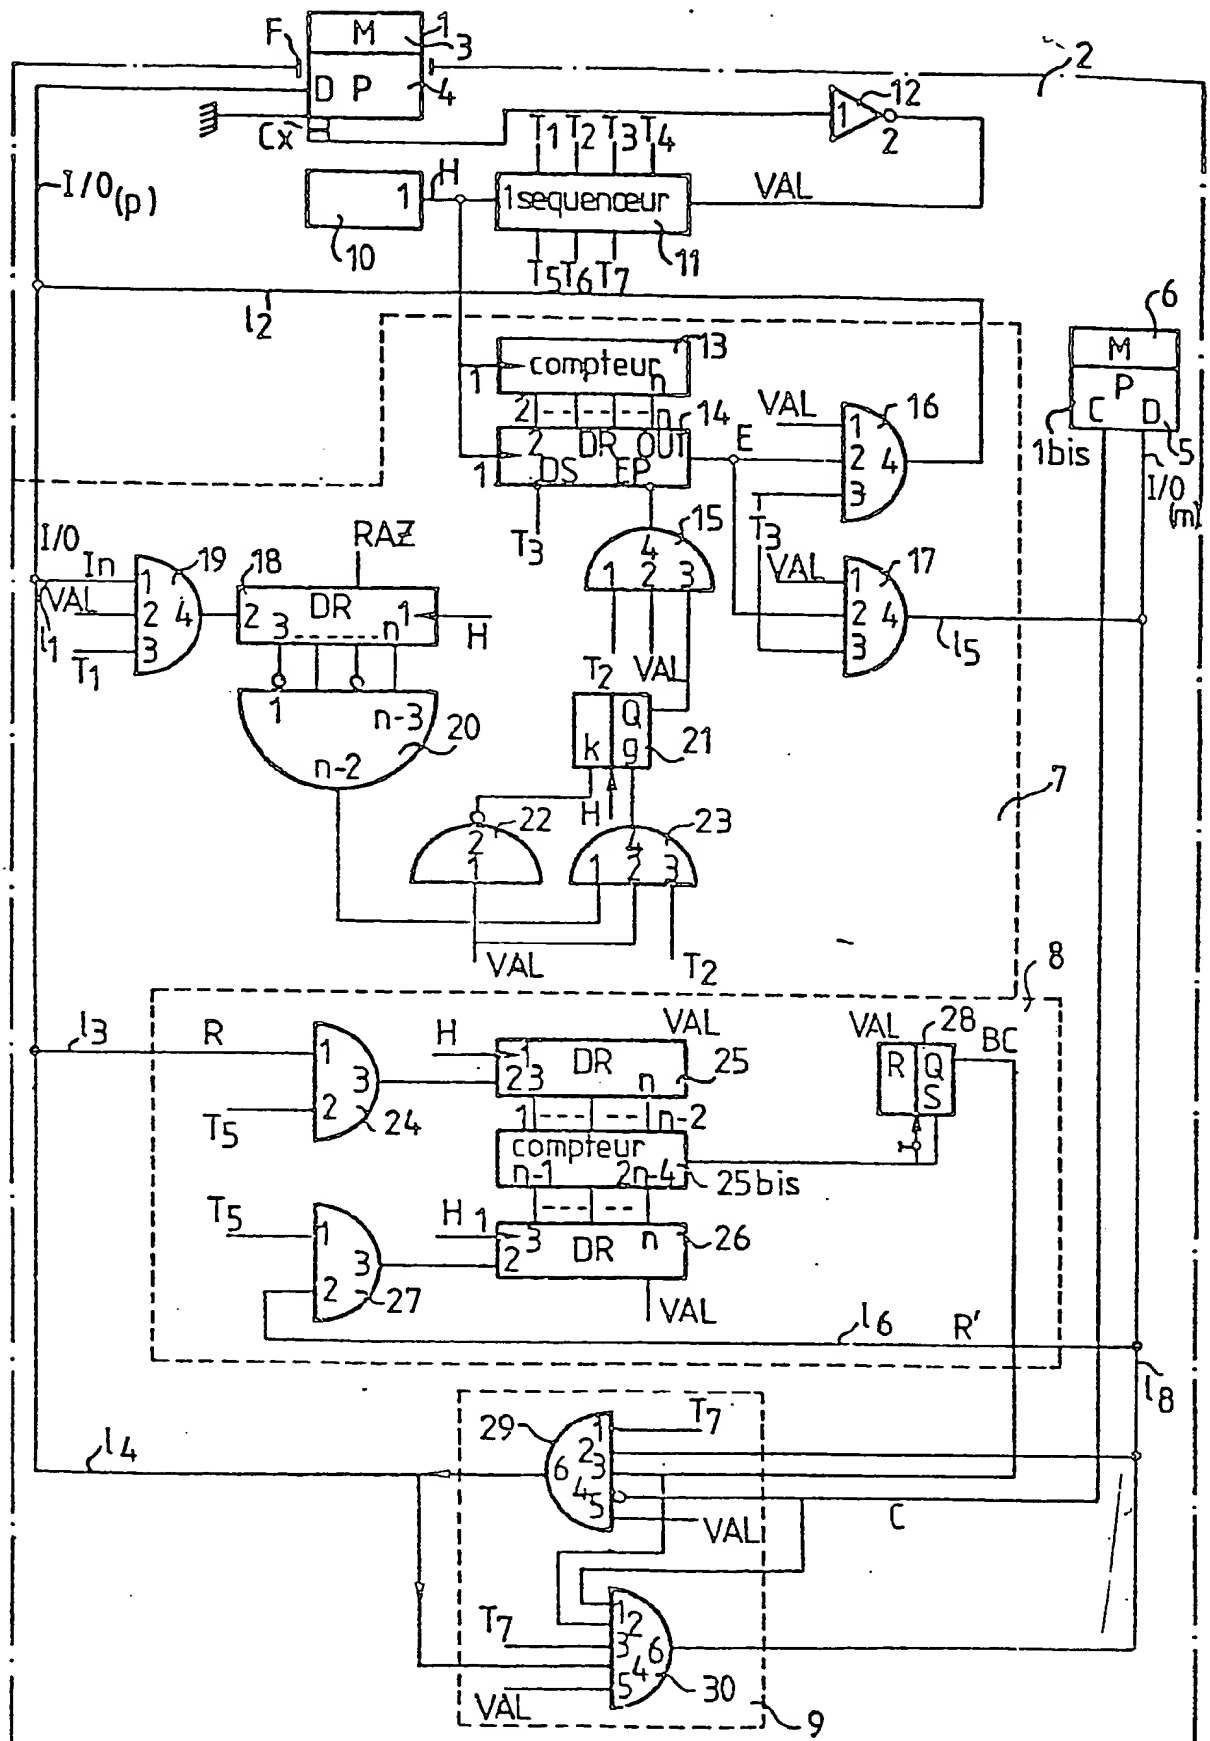 M 1
3
F
2
D P 4
Cx
12
1
2
T1 T2 T3 T4
I/O(p)
1 H
10
1 sequenceur
11
VAL
T5 T6 T7
l2
6
M
P
C D
1bis
5
I/O(m)
13
compteur
1 n
2 n
14
2 DR OUT
1 DS EP
E
T3
VAL
16
1
2 4
3
T3
VAL
17
1
2 4
3
l5
15
4
1 2 3
T2 VAL
I/O
In
19
1
VAL
2 4
l1
3
T1
RAZ
18
DR
2 1
3 n
H
1 n-3
20
n-2
Q
k g
21
H
22
2
1
23
4
1 2 3
VAL T2
7
8
l3 R
1
3
2
24
T5
VAL
H
1 DR
2 3 n
25
1 n-2
compteur
n-1 2n-4
25bis
VAL 28
R Q
S
BC
T5
1
3
2
27
H 1
3 DR n
2
26
VAL
l6 R'
l8
29
1
2
6 3
4
5
T7
VAL
C
l4
1
2
3
4 6
5
T7
VAL
30
9